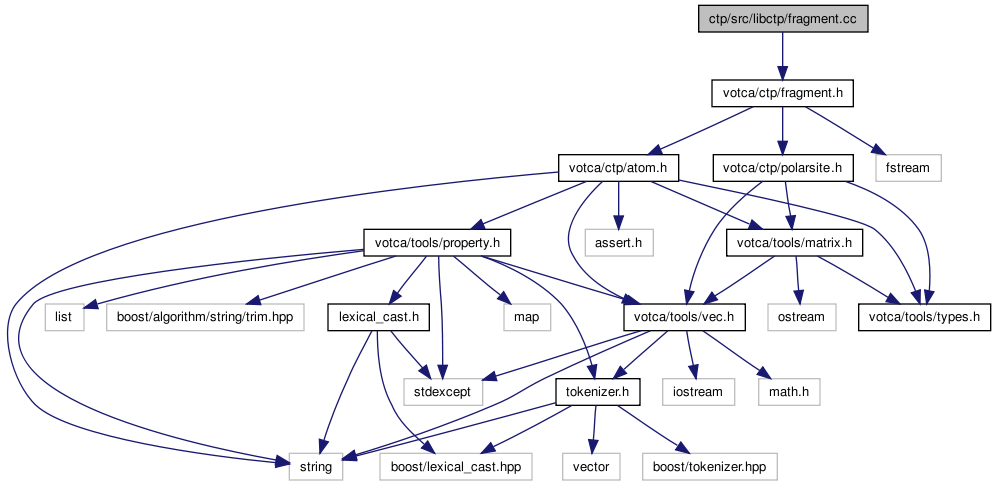 ctp/src/libctp/fragment.cc
votca/ctp/fragment.h
votca/ctp/atom.h
votca/ctp/polarsite.h
fstream
votca/tools/property.h
assert.h
votca/tools/matrix.h
list
boost/algorithm/string/trim.hpp
lexical_cast.h
map
votca/tools/vec.h
ostream
votca/tools/types.h
stdexcept
tokenizer.h
iostream
math.h
string
boost/lexical_cast.hpp
vector
boost/tokenizer.hpp